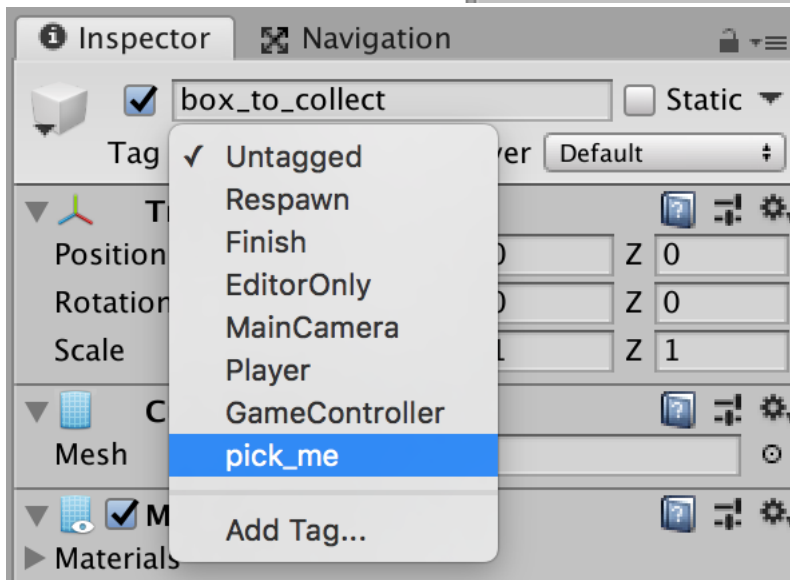 Inspector Navigation
box_to_collect Static
Tag Untagged Default
Respawn
Finish
EditorOnly
MainCamera
Player
GameController
pick_me
Add Tag...
Position Z 0
Rotation Z 0
Scale Z 1
Mesh
Materials